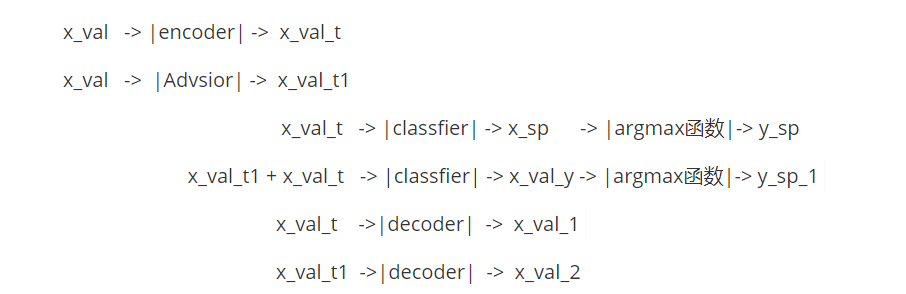 x_val -> |encoder| -> x_val_t
x_val -> |Advsior| -> x_val_t1
x_val_t -> |classfier| -> x_sp -> |argmax函数| -> y_sp
x_val_t1 + x_val_t -> |classfier| -> x_val_y -> |argmax函数|-> y_sp_1
x_val_t ->|decoder| -> x_val_1
x_val_t1 ->|decoder| -> x_val_2